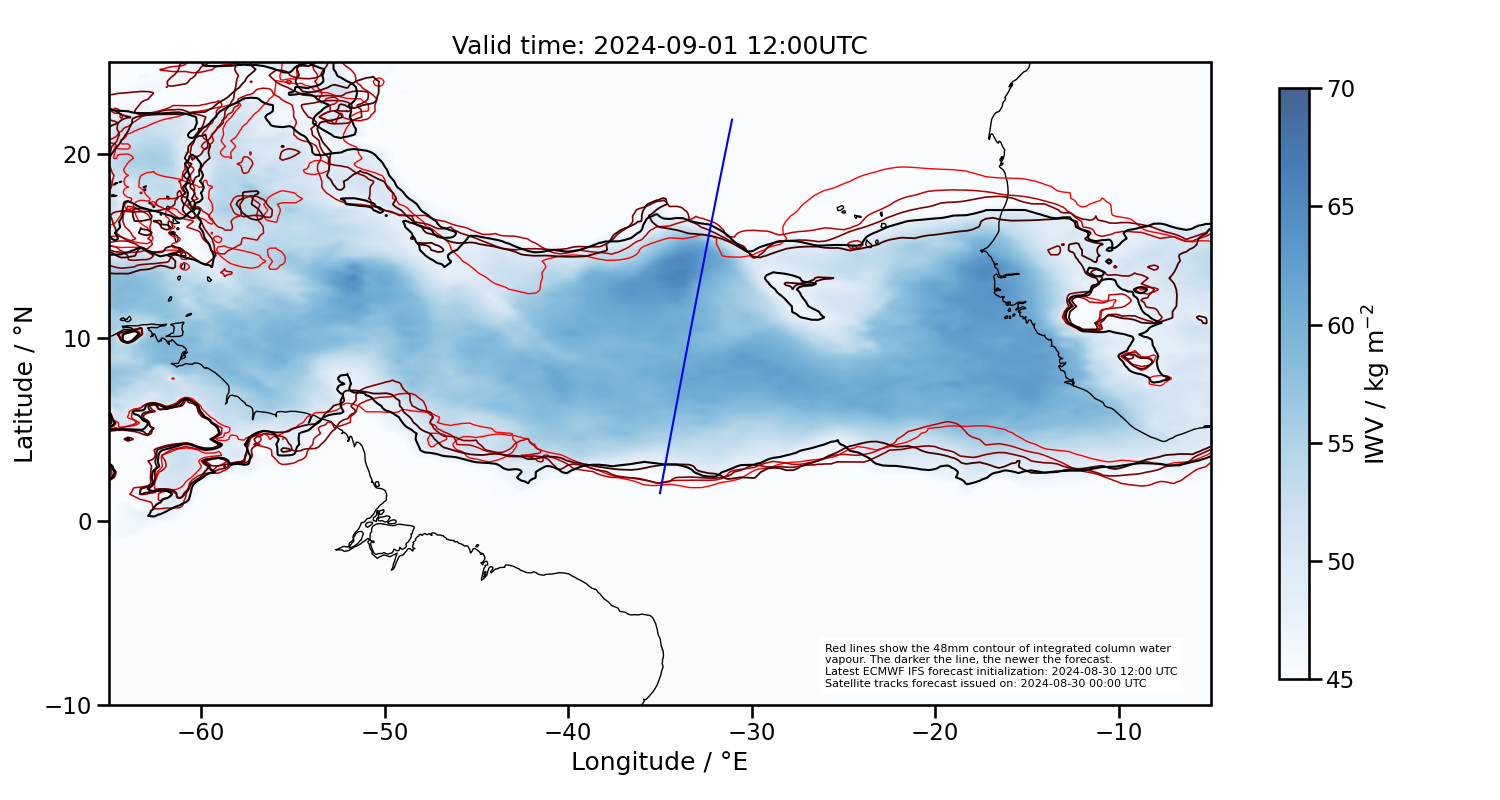 Valid time: 2024-09-01 12:00UTC
Latitude / °N
20
10
0
−10
−60
−50
−40
−30
−20
−10
Longitude / °E
Red lines show the 48mm contour of integrated column water
vapour. The darker the line, the newer the forecast.
Latest ECMWF IFS forecast initialization: 2024-08-30 12:00 UTC
Satellite tracks forecast issued on: 2024-08-30 00:00 UTC
70
65
60
55
50
45
IWV / kg m⁻²